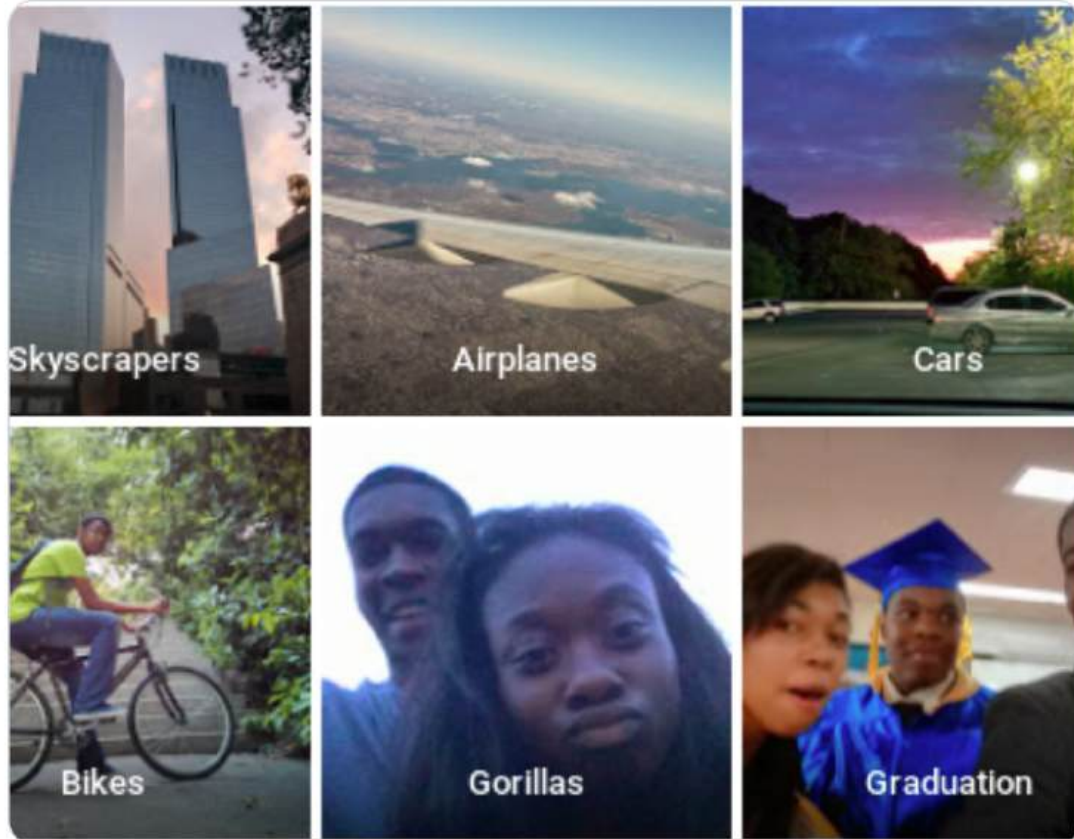 Skyscrapers
Airplanes
Cars
Bikes
Gorillas
Graduation